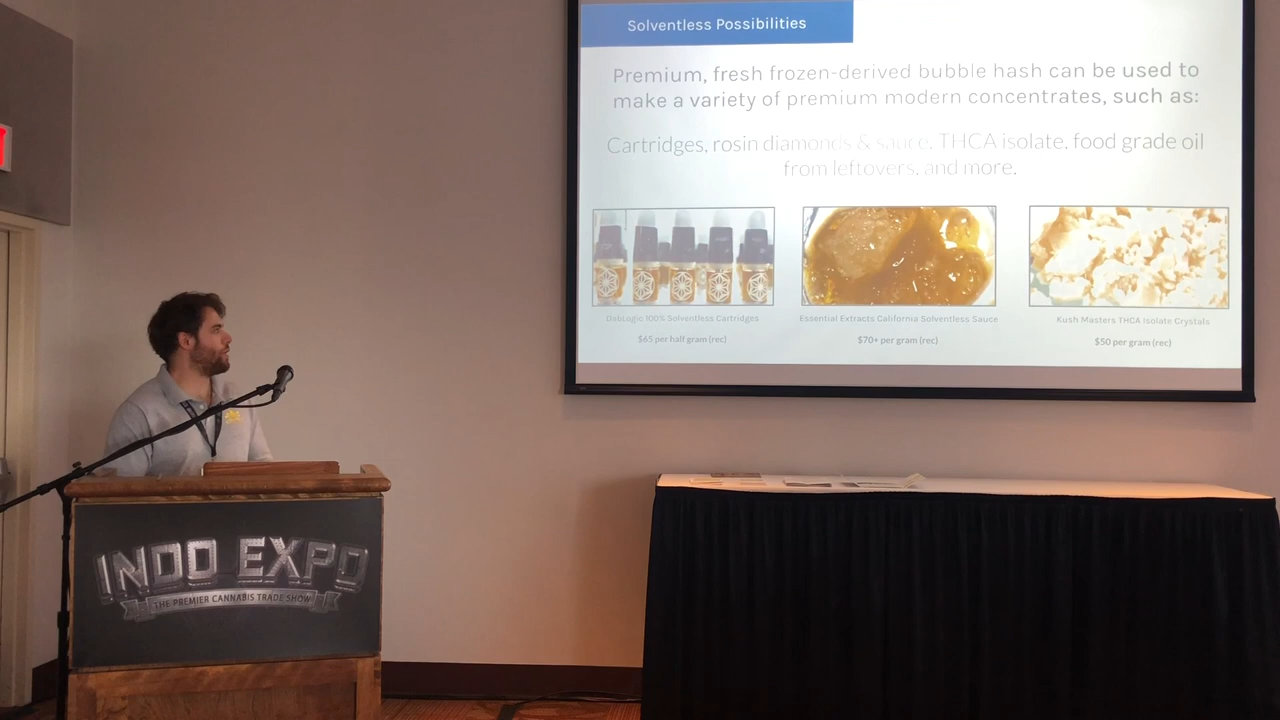 Solventless Possibilities
Premium, fresh frozen-derived bubble hash can be used to
make a variety of premium modern concentrates, such as:
Cartridges, rosin diamonds & sauce, THCA isolate, food grade oil
from leftovers, and more.
DabLogic 100% Solventless Cartridges
$65 per half gram (rec)
Essential Extracts California Solventless Sauce
$70+ per gram (rec)
Kush Masters THCA Isolate Crystals
$50 per gram (rec)
INDO EXPO
THE PREMIER CANNABIS TRADE SHOW